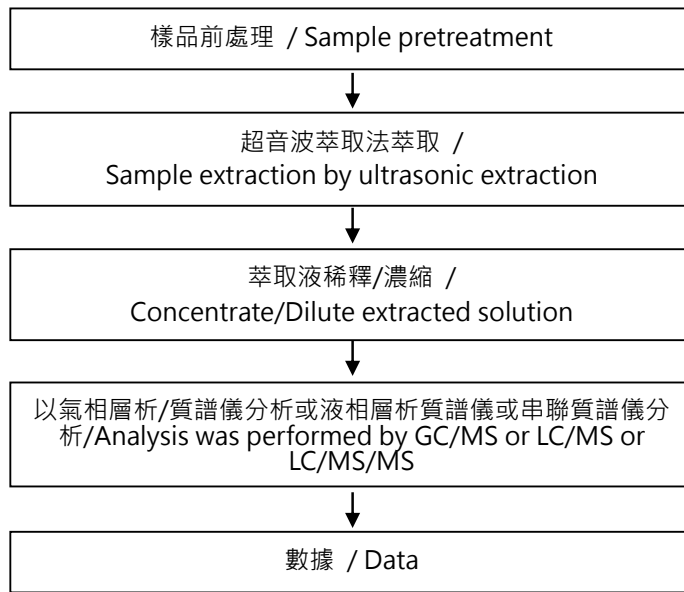 樣品前處理 / Sample pretreatment
超音波萃取法萃取 /
Sample extraction by ultrasonic extraction
萃取液稀釋/濃縮 /
Concentrate/Dilute extracted solution
以氣相層析/質譜儀分析或液相層析質譜儀或串聯質譜儀分
析/Analysis was performed by GC/MS or LC/MS or
LC/MS/MS
數據 / Data